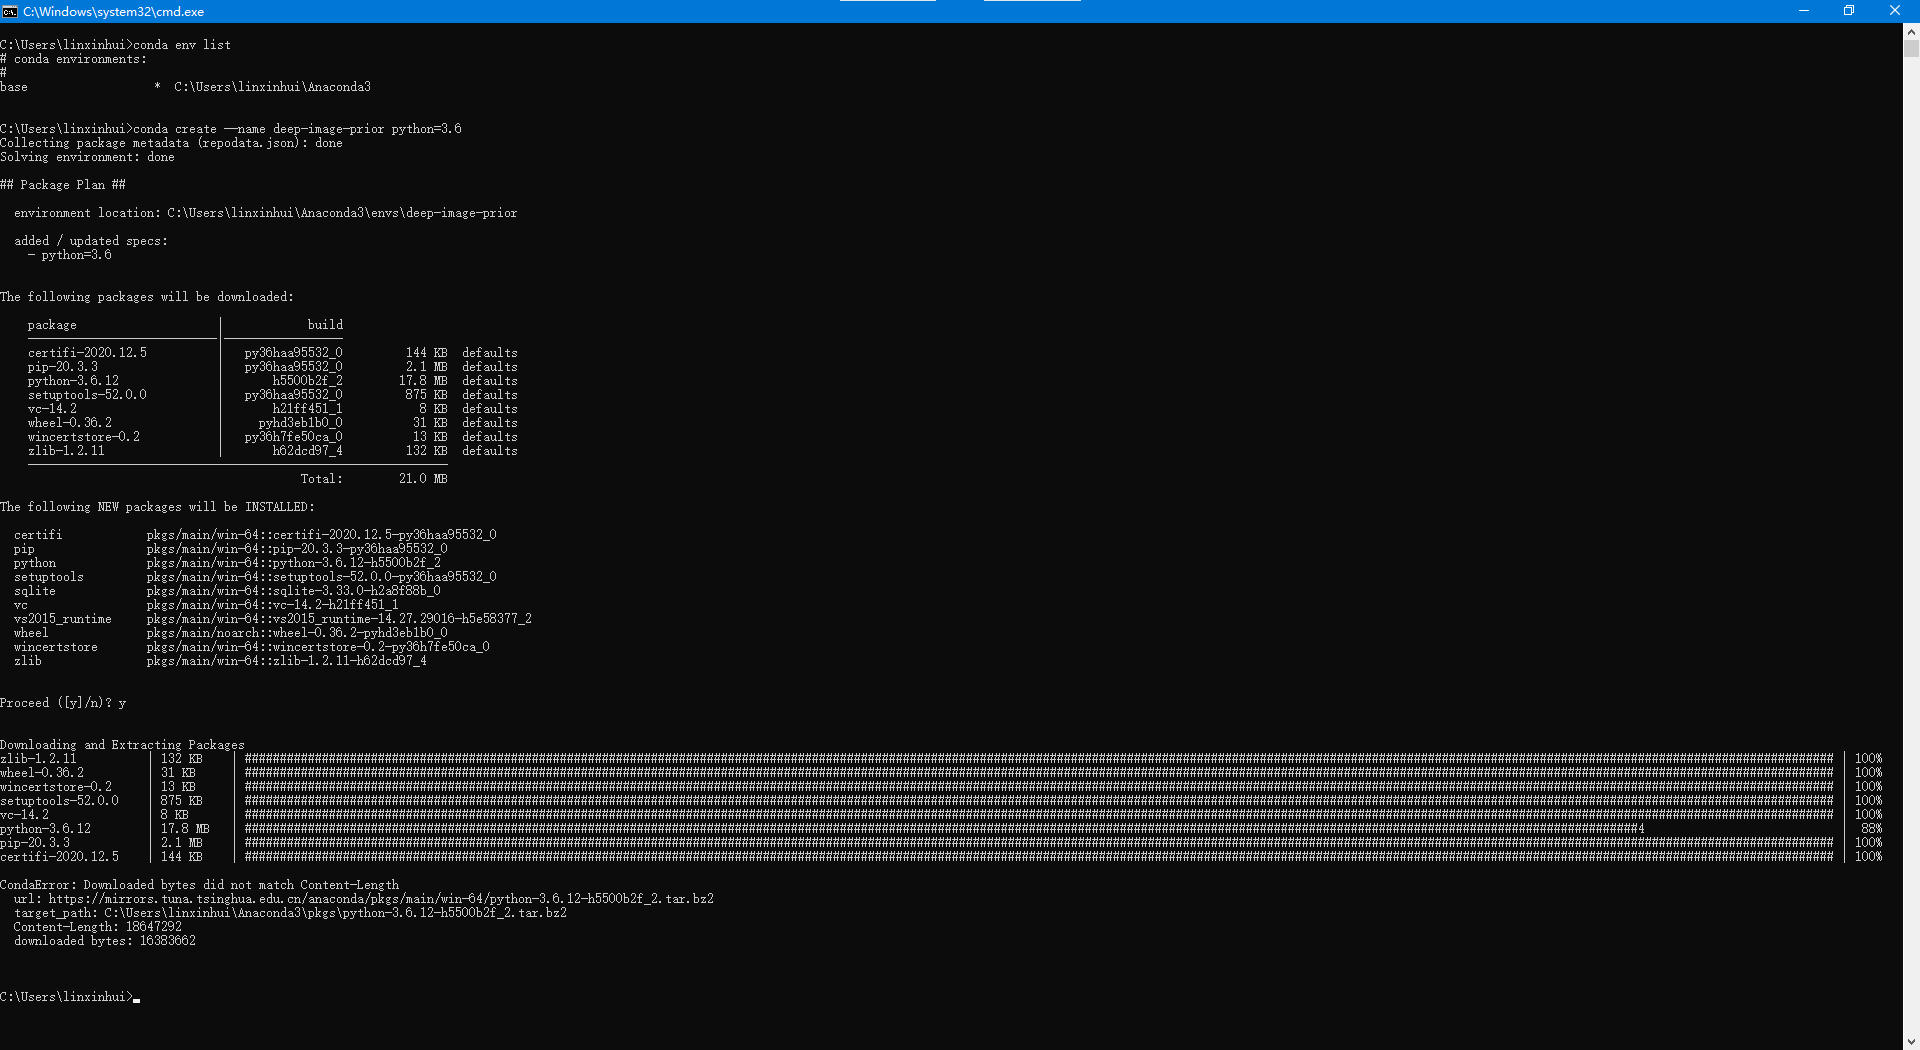 C:\Windows\system32\cmd.exe
C:\Users\linxinhui>conda env list
# conda environments:
#
base                  *  C:\Users\linxinhui\Anaconda3
C:\Users\linxinhui>conda create --name deep-image-prior python=3.6
Collecting package metadata (repodata.json): done
Solving environment: done
## Package Plan ##
environment location: C:\Users\linxinhui\Anaconda3\envs\deep-image-prior
added / updated specs:
- python=3.6
The following packages will be downloaded:
package | build
certifi-2020.12.5 | py36haa95532_0 144 KB defaults
pip-20.3.3 | py36haa95532_0 2.1 MB defaults
python-3.6.12 | h5500b2f_2 17.8 MB defaults
setuptools-52.0.0 | py36haa95532_0 875 KB defaults
vc-14.2 | h21ff451_1 8 KB defaults
wheel-0.36.2 | pyhd3eb1b0_0 31 KB defaults
wincertstore-0.2 | py36h7fe50ca_0 13 KB defaults
zlib-1.2.11 | h62dcd97_4 132 KB defaults
Total: 21.0 MB
The following NEW packages will be INSTALLED:
certifi pkgs/main/win-64::certifi-2020.12.5-py36haa95532_0
pip pkgs/main/win-64::pip-20.3.3-py36haa95532_0
python pkgs/main/win-64::python-3.6.12-h5500b2f_2
setuptools pkgs/main/win-64::setuptools-52.0.0-py36haa95532_0
sqlite pkgs/main/win-64::sqlite-3.33.0-h2a8f88b_0
vc pkgs/main/win-64::vc-14.2-h21ff451_1
vs2015_runtime pkgs/main/win-64::vs2015_runtime-14.27.29016-h5e58377_2
wheel pkgs/main/noarch::wheel-0.36.2-pyhd3eb1b0_0
wincertstore pkgs/main/win-64::wincertstore-0.2-py36h7fe50ca_0
zlib pkgs/main/win-64::zlib-1.2.11-h62dcd97_4
Proceed ([y]/n)? y
Downloading and Extracting Packages
zlib-1.2.11 | 132 KB | | 100%
wheel-0.36.2 | 31 KB | | 100%
wincertstore-0.2 | 13 KB | | 100%
setuptools-52.0.0 | 875 KB | | 100%
vc-14.2 | 8 KB | | 100%
python-3.6.12 | 17.8 MB | 4 | 88%
pip-20.3.3 | 2.1 MB | | 100%
certifi-2020.12.5 | 144 KB | | 100%
CondaError: Downloaded bytes did not match Content-Length
url: https://mirrors.tuna.tsinghua.edu.cn/anaconda/pkgs/main/win-64/python-3.6.12-h5500b2f_2.tar.bz2
target_path: C:\Users\linxinhui\Anaconda3\pkgs\python-3.6.12-h5500b2f_2.tar.bz2
Content-Length: 18647292
downloaded bytes: 16383662
C:\Users\linxinhui>